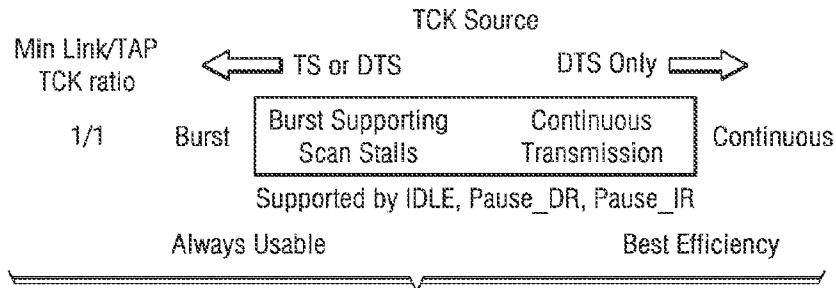 TCK Source
Min Link/TAP
TCK ratio
TS or DTS
DTS Only
1/1
Burst
Burst Supporting
Scan Stalls
Continuous
Transmission
Continuous
Supported by IDLE, Pause_DR, Pause_IR
Always Usable
Best Efficiency